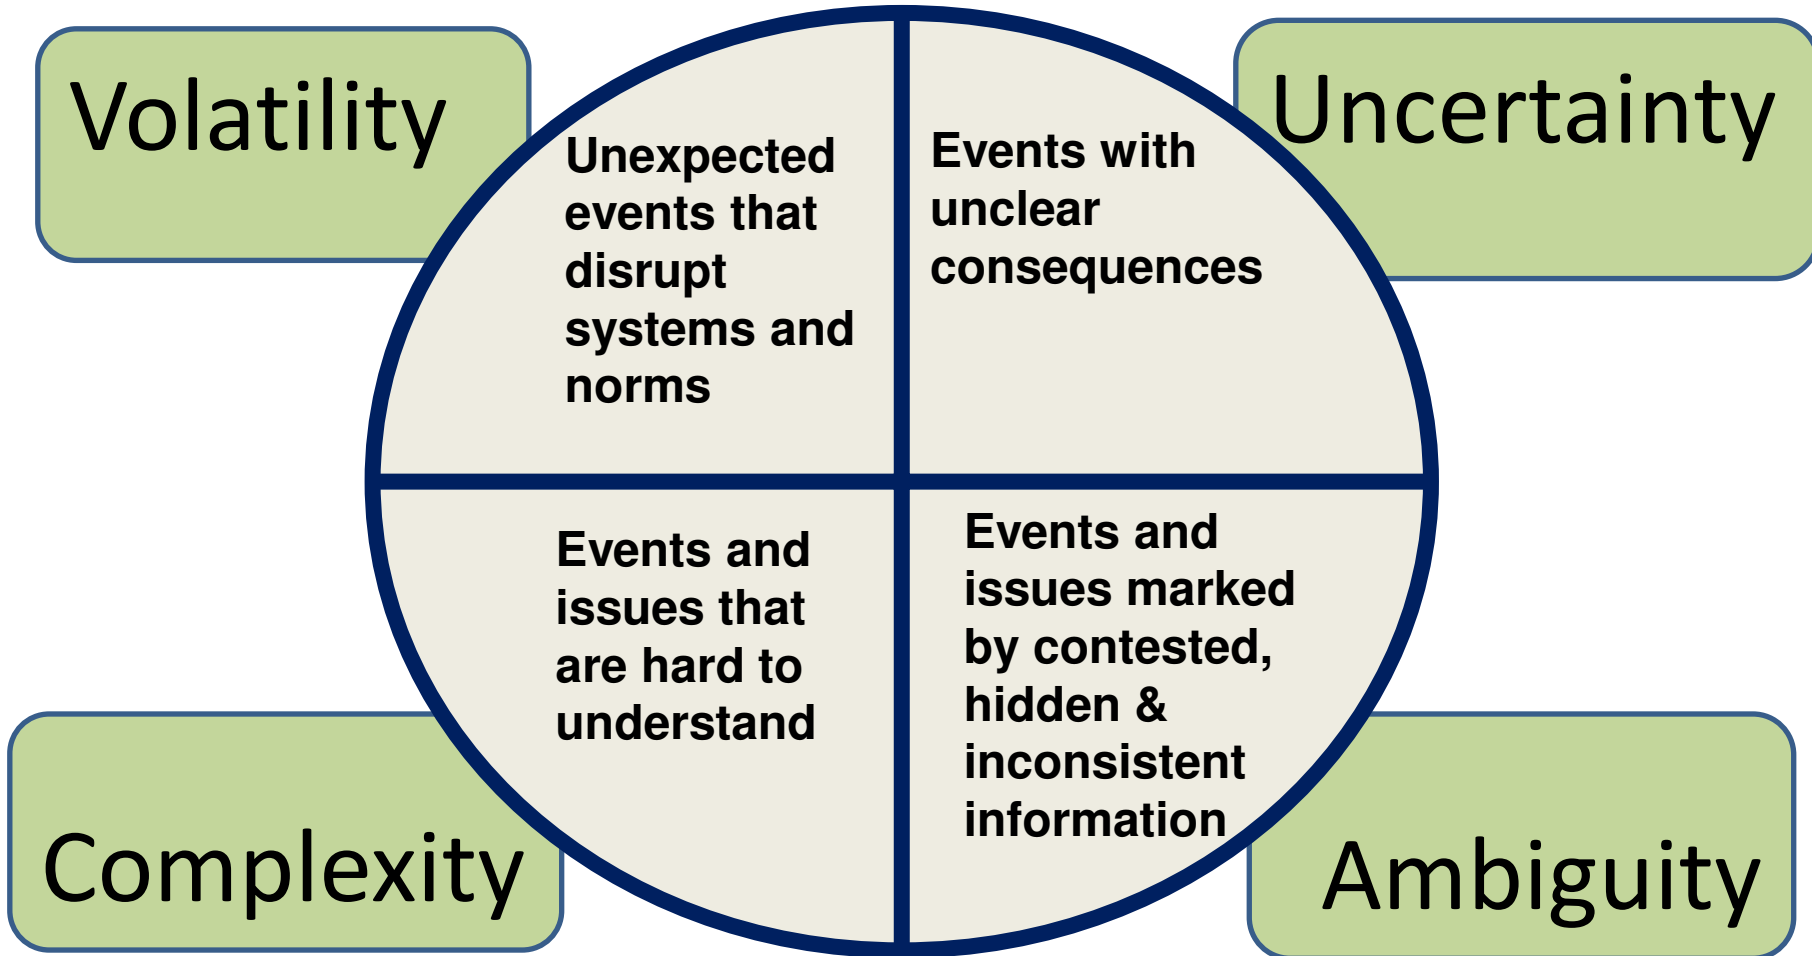 Volatility
Unexpected
events that
disrupt
systems and
norms
Uncertainty
Events with
unclear
consequences
Complexity
Events and
issues that
are hard to
understand
Ambiguity
Events and
issues marked
by contested,
hidden &
inconsistent
information